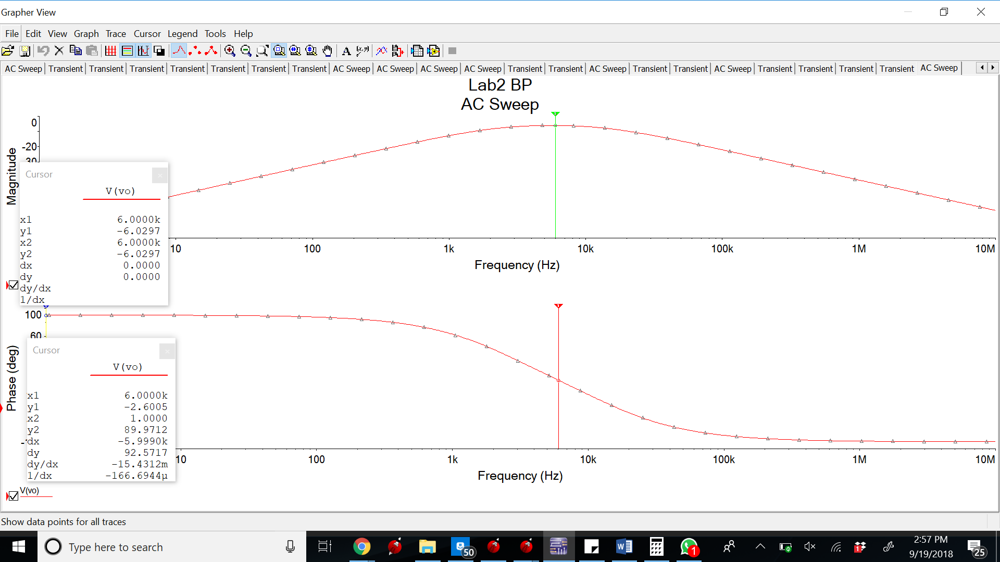 Grapher View
File Edit View Graph Trace Cursor Legend Tools Help
AC Sweep Transient Transient Transient Transient Transient Transient Transient AC Sweep AC Sweep AC Sweep AC Sweep Transient Transient AC Sweep Transient Transient AC Sweep Transient Transient Transient Transient AC Sweep
Lab2 BP
AC Sweep
0
-20
30
Magnitude
Cursor
V(vo)
x1 6.0000k
y1 -6.0297
x2 6.0000k
y2 -6.0297
dx 0.0000
dy 0.0000
dy/dx
1/dx
10 100 1k 10k 100k 1M 10M
Frequency (Hz)
100
60
Phase (deg)
Cursor
V(vo)
x1 6.0000k
y1 -2.6005
x2 1.0000
y2 89.9712
dx -5.9990k
dy 92.5717
dy/dx -15.4312m
1/dx -166.6944µ
10 100 1k 10k 100k 1M 10M
Frequency (Hz)
V(vo)
Show data points for all traces
Type here to search
50
1
1
2:57 PM
9/19/2018
25